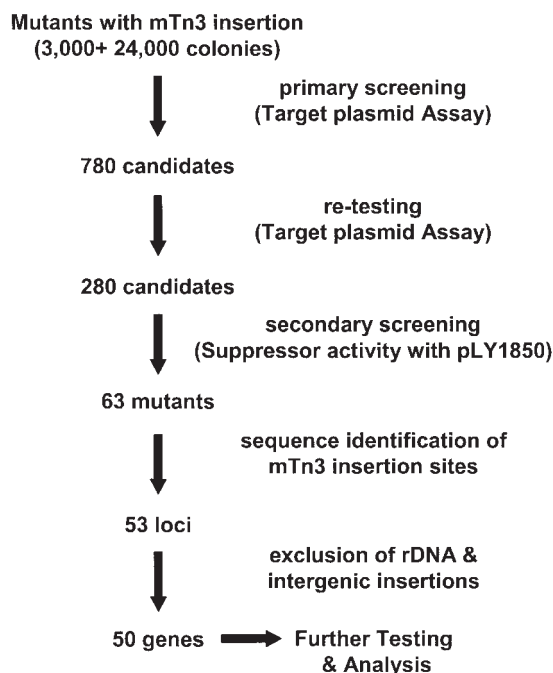 Mutants with mTn3 insertion
(3,000+ 24,000 colonies)
primary screening
(Target plasmid Assay)
780 candidates
re-testing
(Target plasmid Assay)
280 candidates
secondary screening
(Suppressor activity with pLY1850)
63 mutants
sequence identification of
mTn3 insertion sites
53 loci
exclusion of rDNA &
intergenic insertions
50 genes
Further Testing
& Analysis